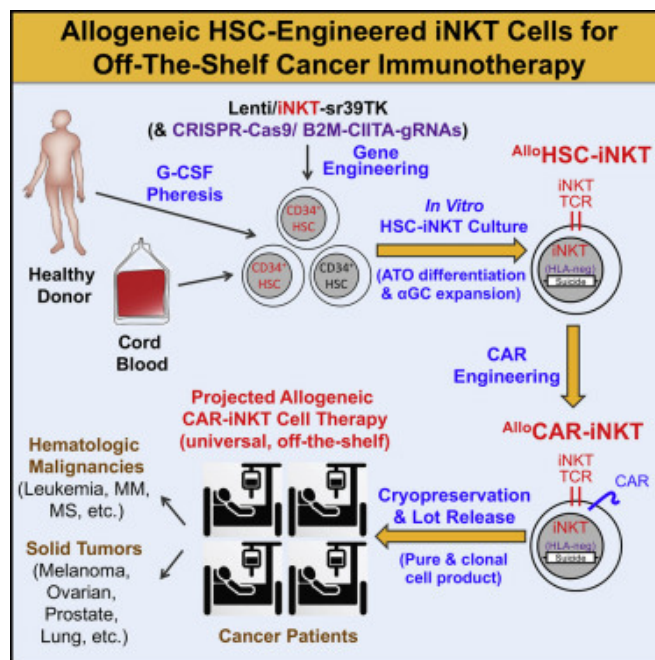 Allogeneic HSC-Engineered iNKT Cells for
Off-The-Shelf Cancer Immunotherapy
Lenti/iNKT-sr39TK
(& CRISPR-Cas9/ B2M-CIITA-gRNAs)
G-CSF
Pheresis
Gene
Engineering
Healthy
Donor
Cord
Blood
CD34+
HSC
CD34+
HSC
CD34+
HSC
In Vitro
HSC-iNKT Culture
(ATO differentiation
& αGC expansion)
AlloHSC-iNKT
iNKT
TCR
iNKT
(HLA-neg)
Suicide
CAR
Engineering
AlloCAR-iNKT
iNKT
TCR
CAR
iNKT
(HLA-neg)
Suicide
Cryopreservation
& Lot Release
(Pure & clonal
cell product)
Projected Allogeneic
CAR-iNKT Cell Therapy
(universal, off-the-shelf)
Cancer Patients
Hematologic
Malignancies
(Leukemia, MM,
MS, etc.)
Solid Tumors
(Melanoma,
Ovarian,
Prostate,
Lung, etc.)